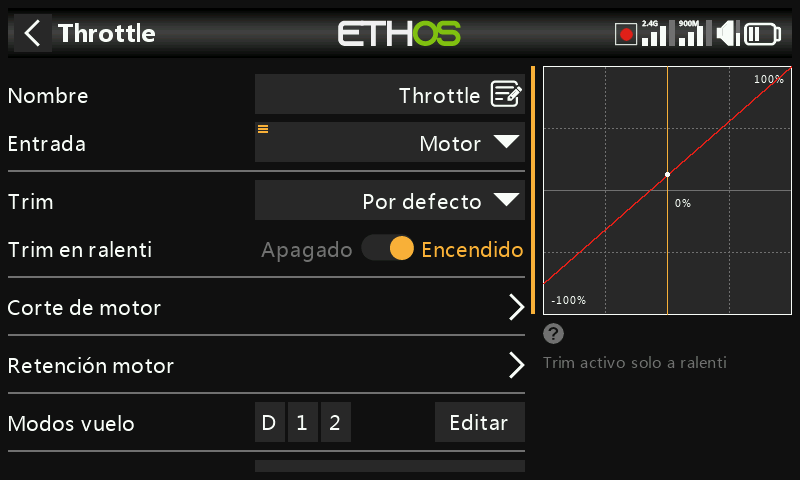 Throttle
ETHOS
2.4G
900M
Nombre
Throttle
Entrada
Motor
Trim
Por defecto
Trim en ralenti
Apagado
Encendido
Corte de motor
Retención motor
Modos vuelo
D 1 2
Editar
100%
0%
-100%
?
Trim activo solo a ralenti